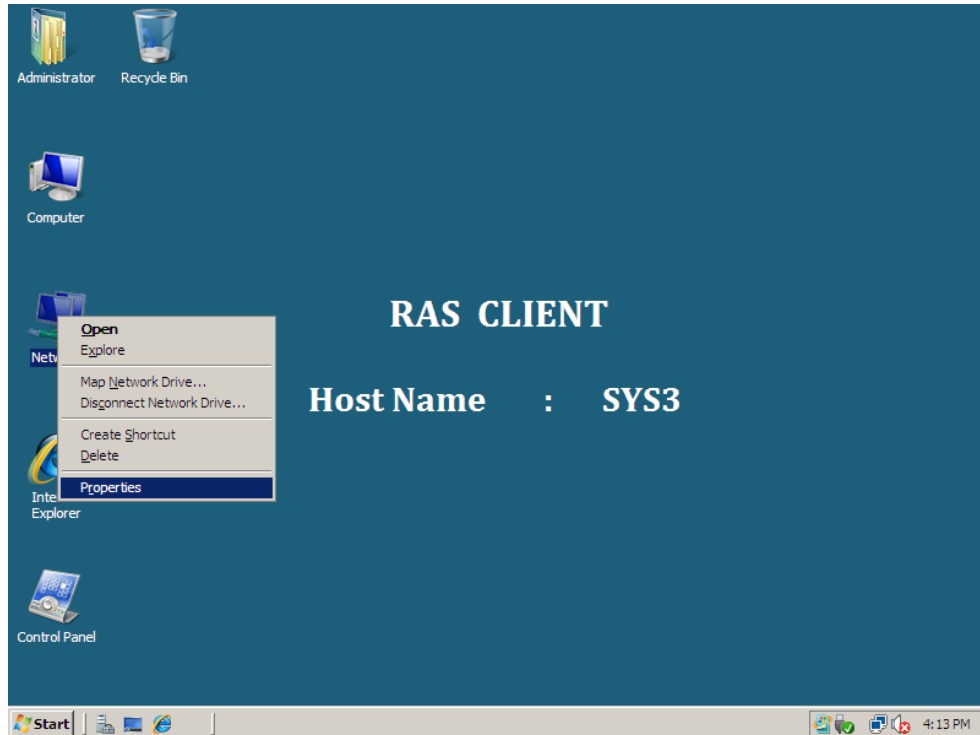 Administrator
Recycle Bin
Computer
RAS CLIENT
Host Name : SYS3
Open
Explore
Map Network Drive...
Disconnect Network Drive...
Create Shortcut
Delete
Properties
Explorer
Control Panel
Start
4:13 PM